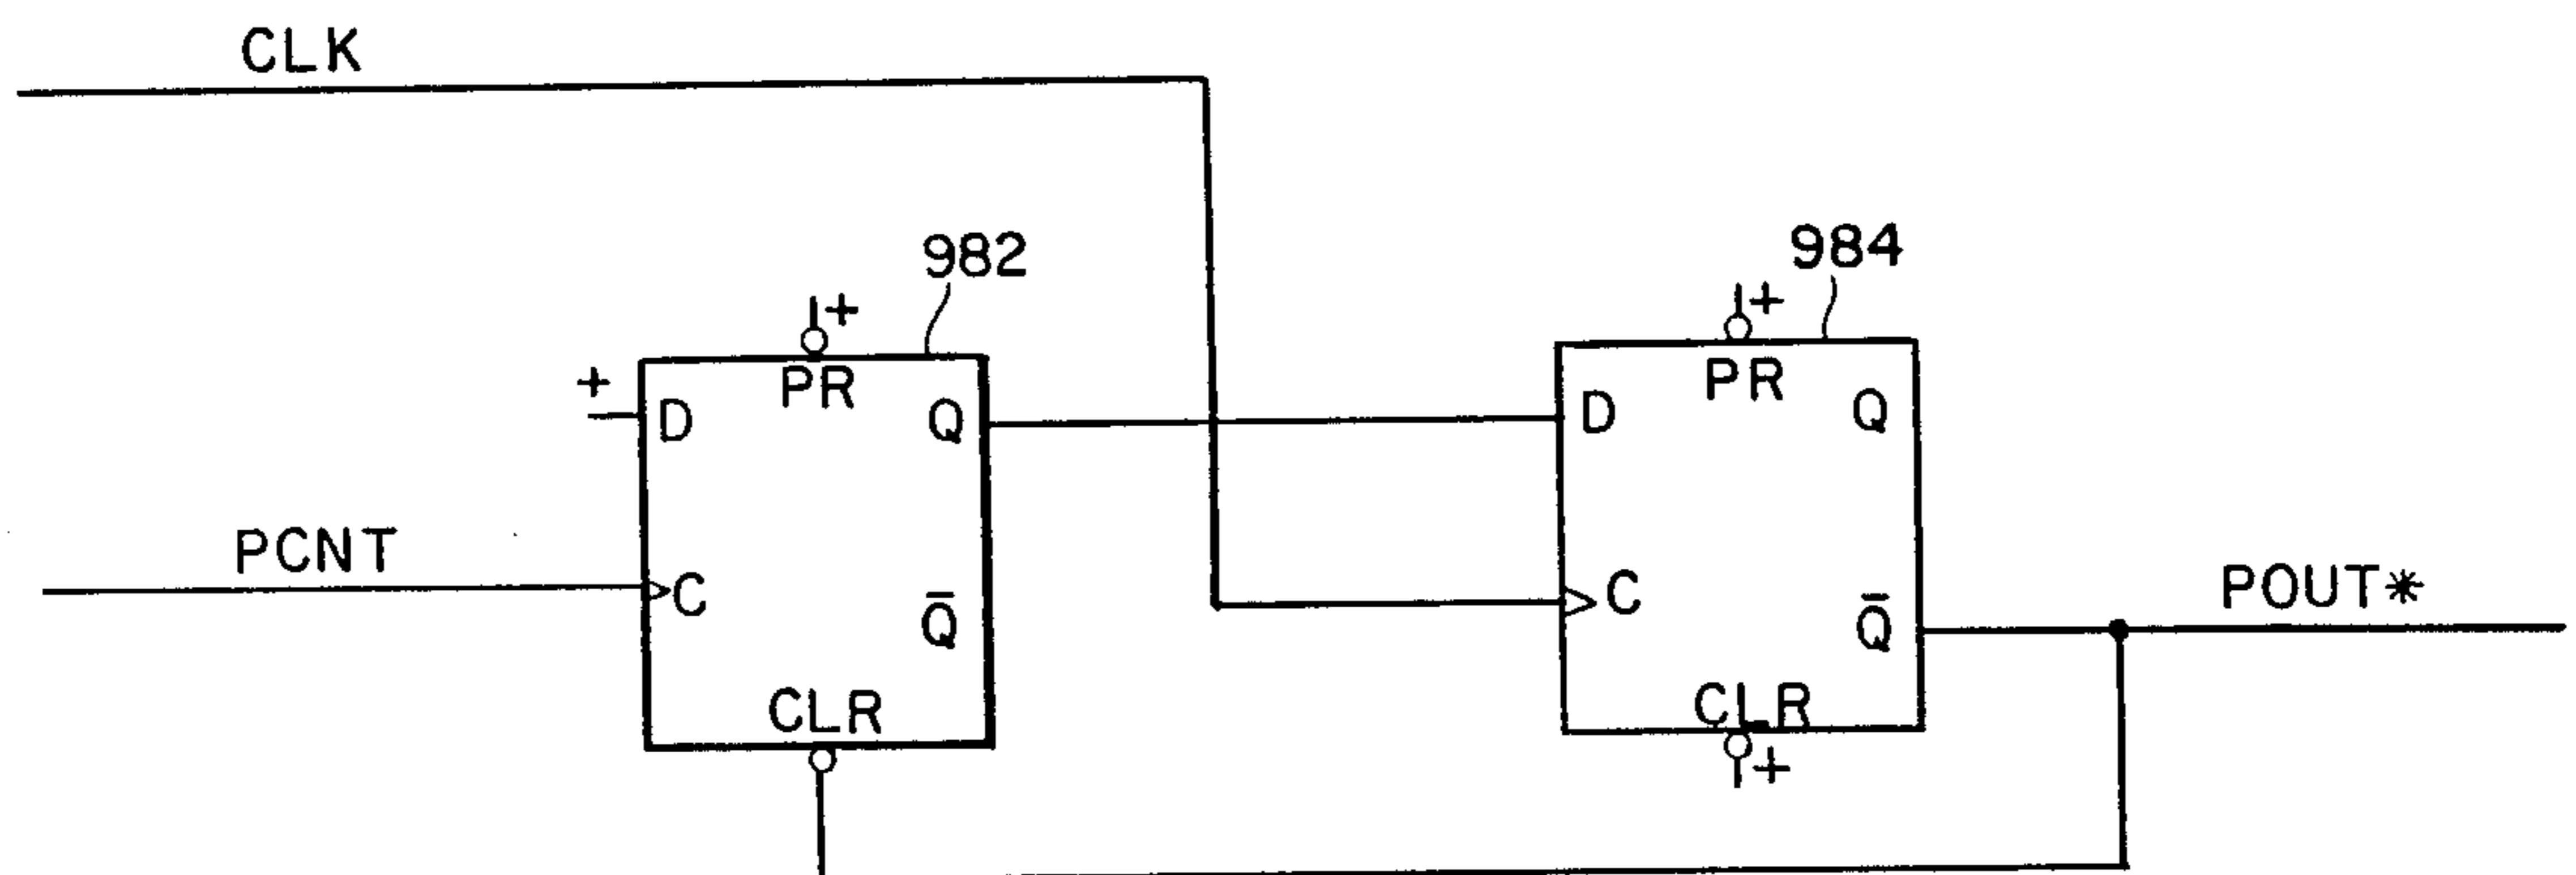 CLK
982
984
+
+
+
PR
PR
D
Q
D
Q
PCNT
C
C
POUT*
Q̄
Q̄
CLR
CLR
+